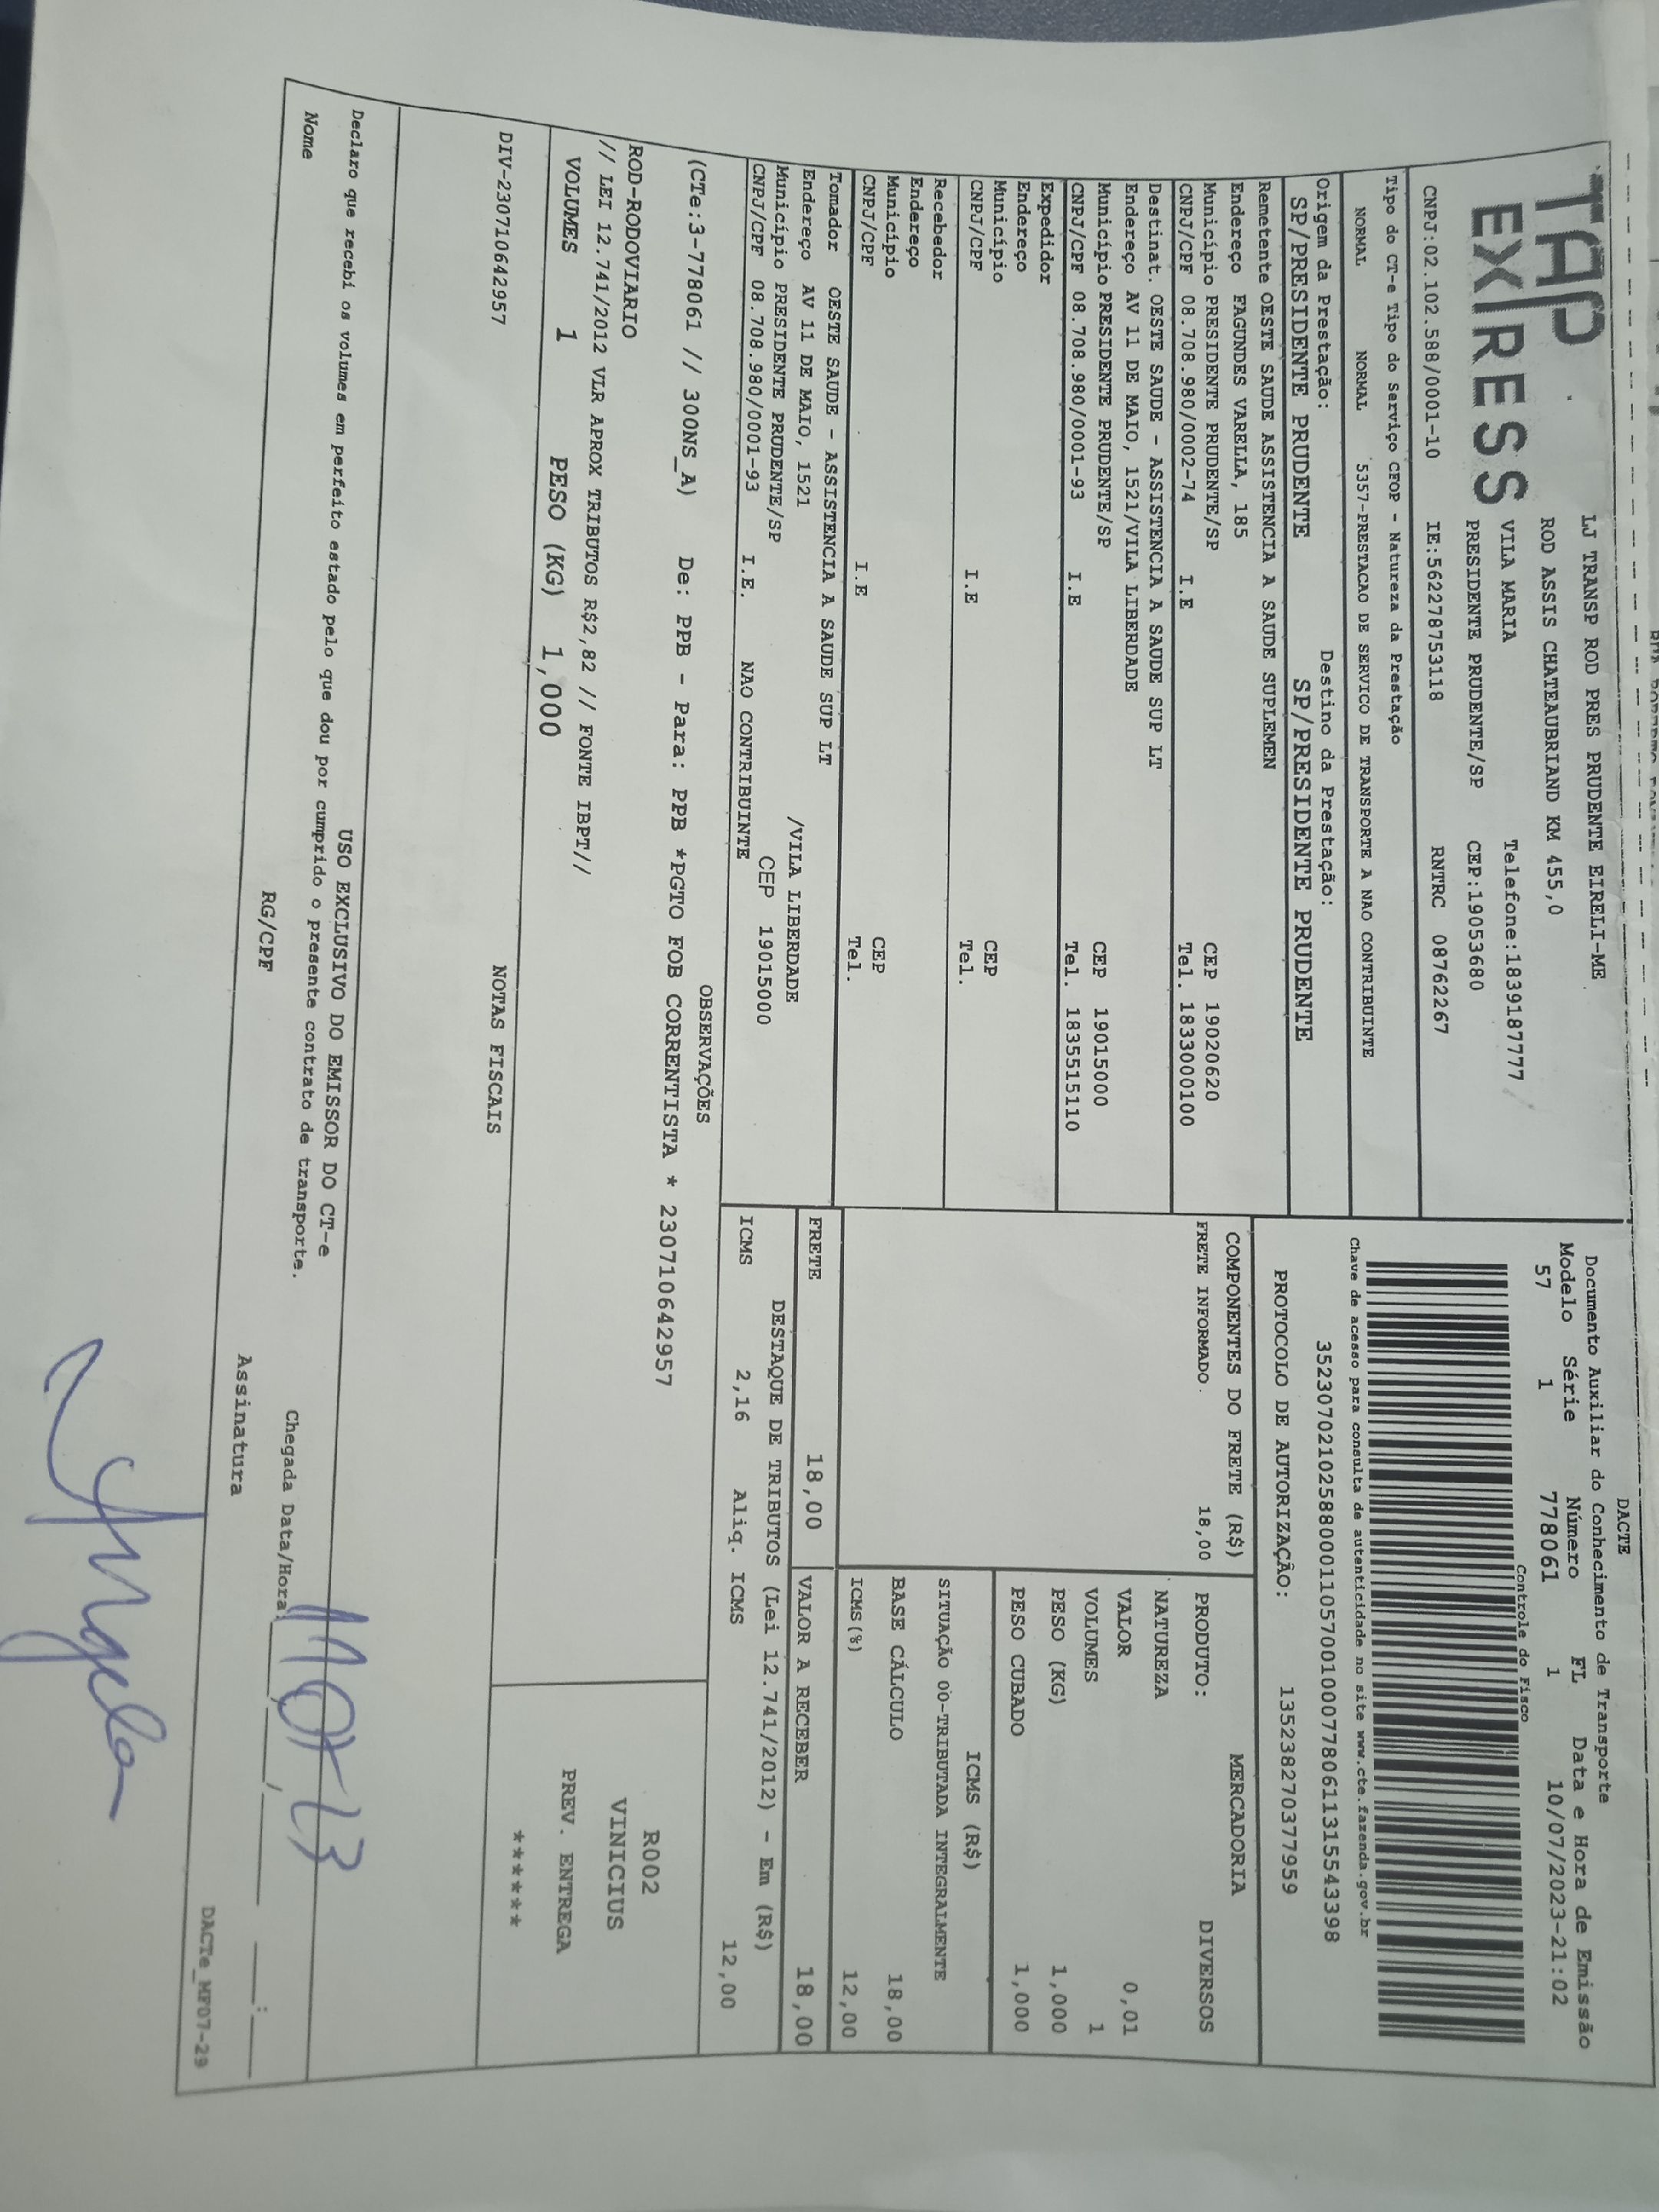 TAP
EXPRESS
LJ TRANSP ROD PRES PRUDENTE EIRELI-ME
ROD ASSIS CHATEAUBRIAND KM 455,0
VILA MARIA Telefone:1839187777
PRESIDENTE PRUDENTE/SP CEP:19053680
CNPJ:02.102.588/0001-10 IE:562278753118 RNTRC 08762267
Tipo do CT-e Tipo do Serviço CFOP - Natureza da Prestação
NORMAL NORMAL 5357-PRESTACAO DE SERVICO DE TRANSPORTE A NAO CONTRIBUINTE
Origem da Prestação: Destino da Prestação:
SP/PRESIDENTE PRUDENTE SP/PRESIDENTE PRUDENTE
Remetente OESTE SAUDE ASSISTENCIA A SAUDE SUPLEMEN
Endereço FAGUNDES VARELLA, 185
Município PRESIDENTE PRUDENTE/SP CEP 19020620
CNPJ/CPF 08.708.980/0002-74 I.E Tel. 1833000100
Destinat. OESTE SAUDE - ASSISTENCIA A SAUDE SUP LT
Endereço AV 11 DE MAIO, 1521/VILA LIBERDADE
Município PRESIDENTE PRUDENTE/SP CEP 19015000
CNPJ/CPF 08.708.980/0001-93 I.E Tel. 1835515110
Expedidor
Endereço
Município CEP
CNPJ/CPF I.E Tel.
Recebedor
Endereço
Município CEP
CNPJ/CPF I.E Tel.
Tomador OESTE SAUDE - ASSISTENCIA A SAUDE SUP LT
Endereço AV 11 DE MAIO, 1521 /VILA LIBERDADE
Município PRESIDENTE PRUDENTE/SP CEP 19015000
CNPJ/CPF 08.708.980/0001-93 I.E. NAO CONTRIBUINTE
DACTE
Documento Auxiliar do Conhecimento de Transporte
Modelo Série Número FL Data e Hora de Emissão
57 1 778061 1 10/07/2023-21:02
Controle do Fisco
Chave de acesso para consulta de autenticidade no site www.cte.fazenda.gov.br
35230702102588000110570010007780611315543398
PROTOCOLO DE AUTORIZAÇÃO: 135238270377959
COMPONENTES DO FRETE (R$)
FRETE INFORMADO 18,00
MERCADORIA
PRODUTO: DIVERSOS
NATUREZA
VALOR 0,01
VOLUMES 1
PESO (KG) 1,000
PESO CUBADO 1,000
ICMS (R$)
SITUAÇÃO 00-TRIBUTADA INTEGRALMENTE
BASE CÁLCULO 18,00
ICMS(%) 12,00
FRETE 18,00 VALOR A RECEBER 18,00
DESTAQUE DE TRIBUTOS (Lei 12.741/2012) - Em (R$)
ICMS 2,16 Aliq. ICMS 12,00
OBSERVAÇÕES
(CTe:3-778061 // 300NS_A) De: PPB - Para: PPB *PGTO FOB CORRENTISTA * 230710642957
ROD-RODOVIARIO
// LEI 12.741/2012 VLR APROX TRIBUTOS R$2,82 // FONTE IBPT//
VOLUMES 1 PESO (KG) 1,000
R002
VINICIUS
PREV. ENTREGA
******
NOTAS FISCAIS
DIV-230710642957
USO EXCLUSIVO DO EMISSOR DO CT-e
Declaro que recebi os volumes em perfeito estado pelo que dou por cumprido o presente contrato de transporte.
Nome RG/CPF Assinatura Chegada Data/Hora:
11 07 23
Angela
DACTe_MF07-29